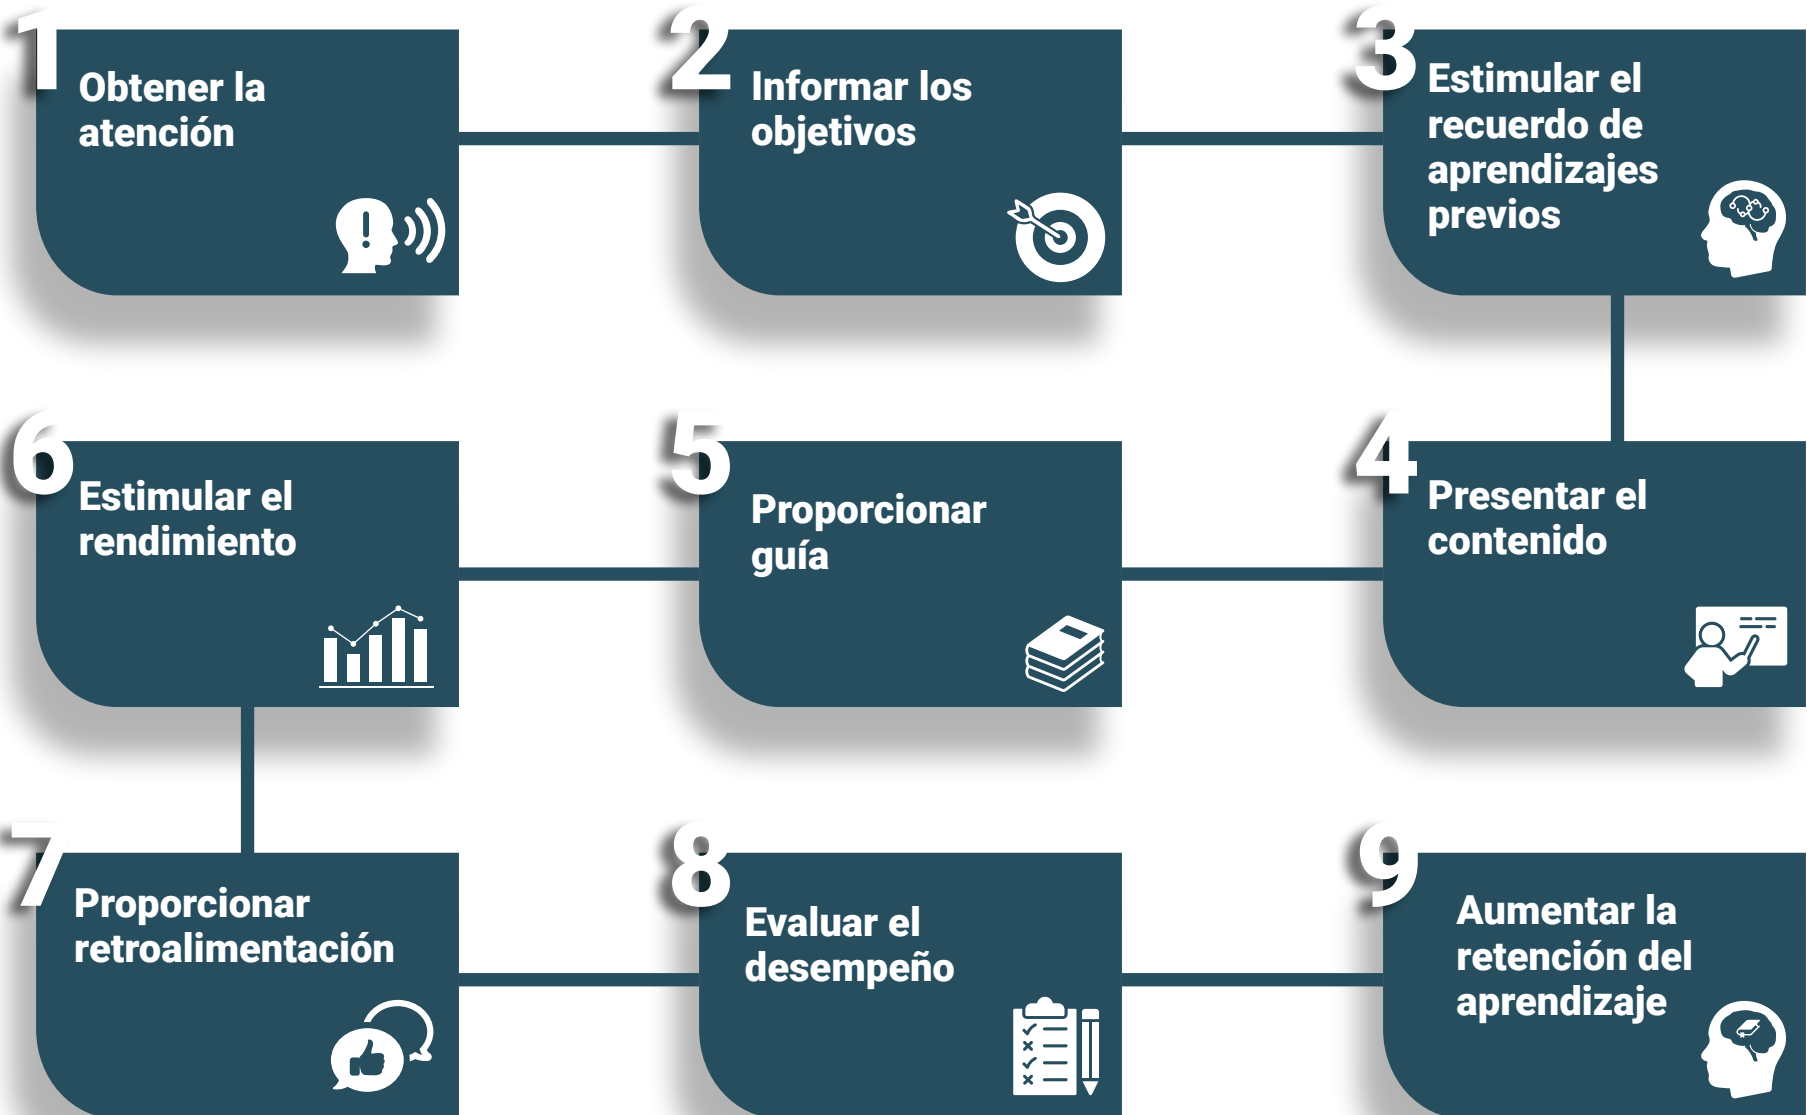 1
Obtener la
atención
2
Informar los
objetivos
3
Estimular el
recuerdo de
aprendizajes
previos
4
Presentar el
contenido
5
Proporcionar
guía
6
Estimular el
rendimiento
7
Proporcionar
retroalimentación
8
Evaluar el
desempeño
9
Aumentar la
retención del
aprendizaje